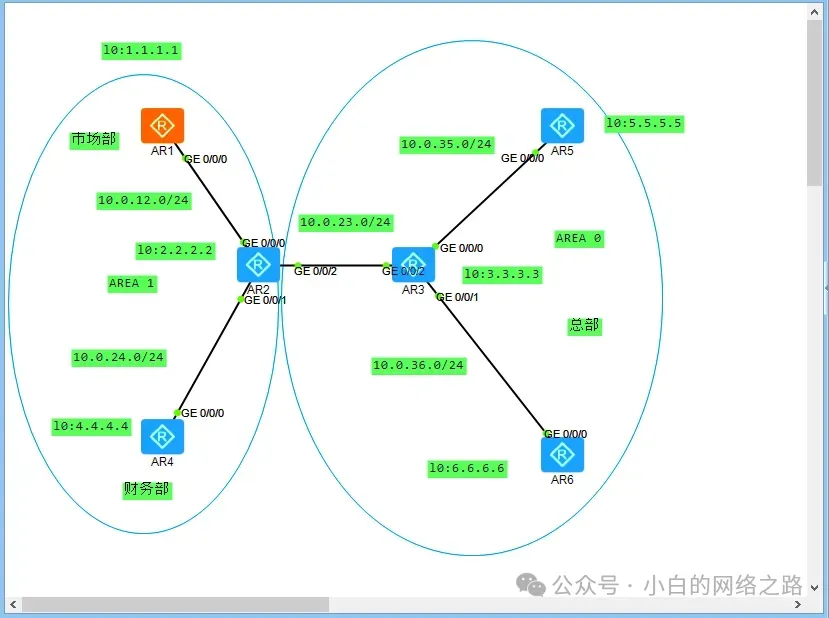 l0:1.1.1.1
市场部
AR1
GE 0/0/0
10.0.12.0/24
l0:2.2.2.2
AREA 1
GE 0/0/0
AR2
GE 0/0/2
GE 0/0/1
10.0.24.0/24
l0:4.4.4.4
GE 0/0/0
AR4
财务部
10.0.23.0/24
10.0.35.0/24
GE 0/0/0
AR5
l0:5.5.5.5
AREA 0
GE 0/0/0
GE 0/0/2
AR3
l0:3.3.3.3
GE 0/0/1
总部
10.0.36.0/24
GE 0/0/0
AR6
l0:6.6.6.6
公众号 · 小白的网络之路